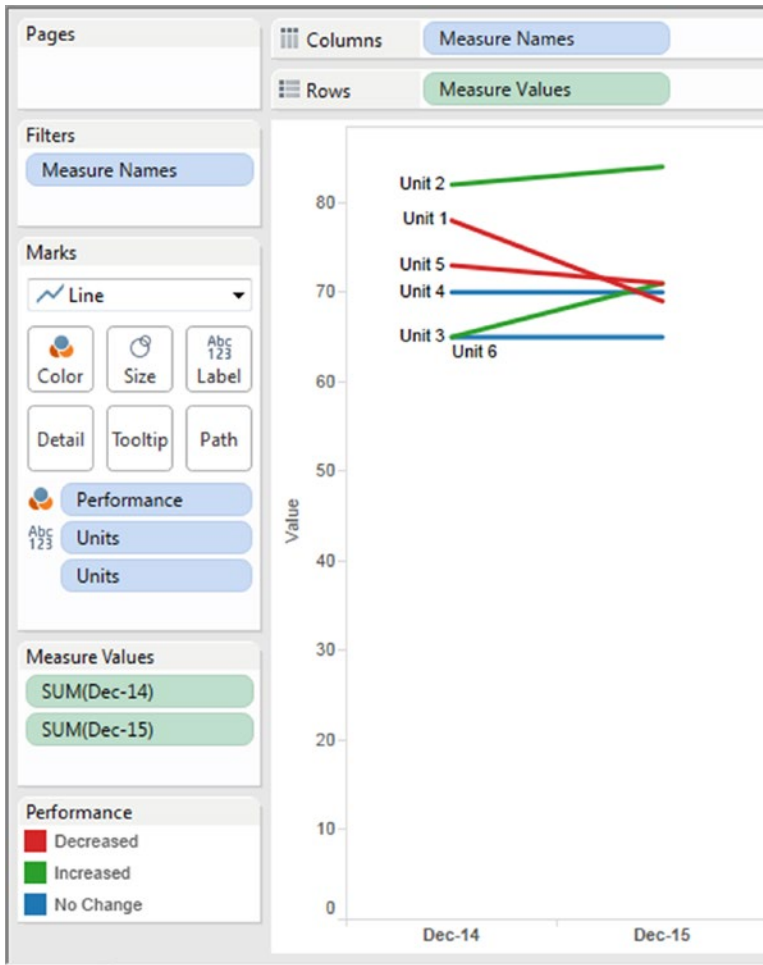 Pages
Columns
Measure Names
Rows
Measure Values
Filters
Measure Names
Marks
Line
Color
Size
Abc
123
Label
Detail
Tooltip
Path
Performance
Abc
123
Units
Units
Measure Values
SUM(Dec-14)
SUM(Dec-15)
Performance
Decreased
Increased
No Change
Value
80
70
60
50
40
30
20
10
0
Unit 2
Unit 1
Unit 5
Unit 4
Unit 3
Unit 6
Dec-14
Dec-15